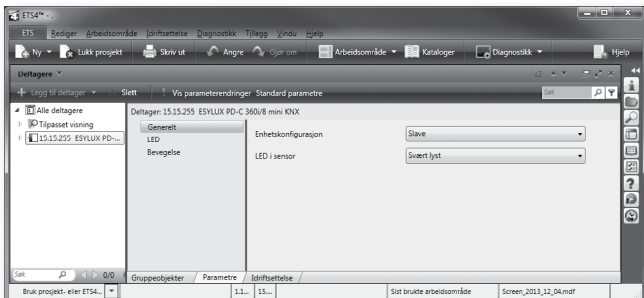 ETS4™ - .
ETS Rediger Arbeidsområde Idriftsettelse Diagnostikk Tillegg Vindu Hjelp
Ny Lukk prosjekt Skriv ut Angre Gjør om Arbeidsområde Kataloger Diagnostikk Hjelp
Deltagere
Legg til deltager Slett Vis parameterendringer Standard parametre Søk
Alle deltagere
Tilpasset visning
15.15.255 ESYLUX PD-...
Deltager: 15.15.255 ESYLUX PD-C 360i/8 mini KNX
Generelt
LED
Bevegelse
Enhetskonfigurasjon Slave
LED i sensor Svært lyst
Søk 0/0
Gruppeobjekter Parametre Idriftsettelse
Bruk prosjekt- eller ETS4... 1.1... 15.... Sist brukte arbeidsområde Screen_2013_12_04.mdf